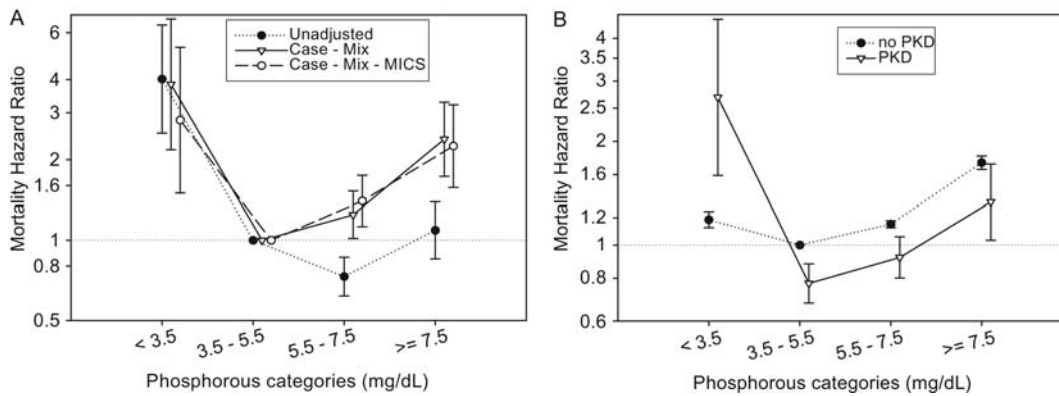 A
Mortality Hazard Ratio
6
4
3
2
1.6
1
0.8
0.5
Unadjusted
Case - Mix
Case - Mix - MICS
< 3.5
3.5 - 5.5
5.5 - 7.5
>= 7.5
Phosphorous categories (mg/dL)
B
Mortality Hazard Ratio
4
3.5
3
2.5
2
1.6
1.2
1
0.8
0.6
no PKD
PKD
< 3.5
3.5 - 5.5
5.5 - 7.5
>= 7.5
Phosphorous categories (mg/dL)